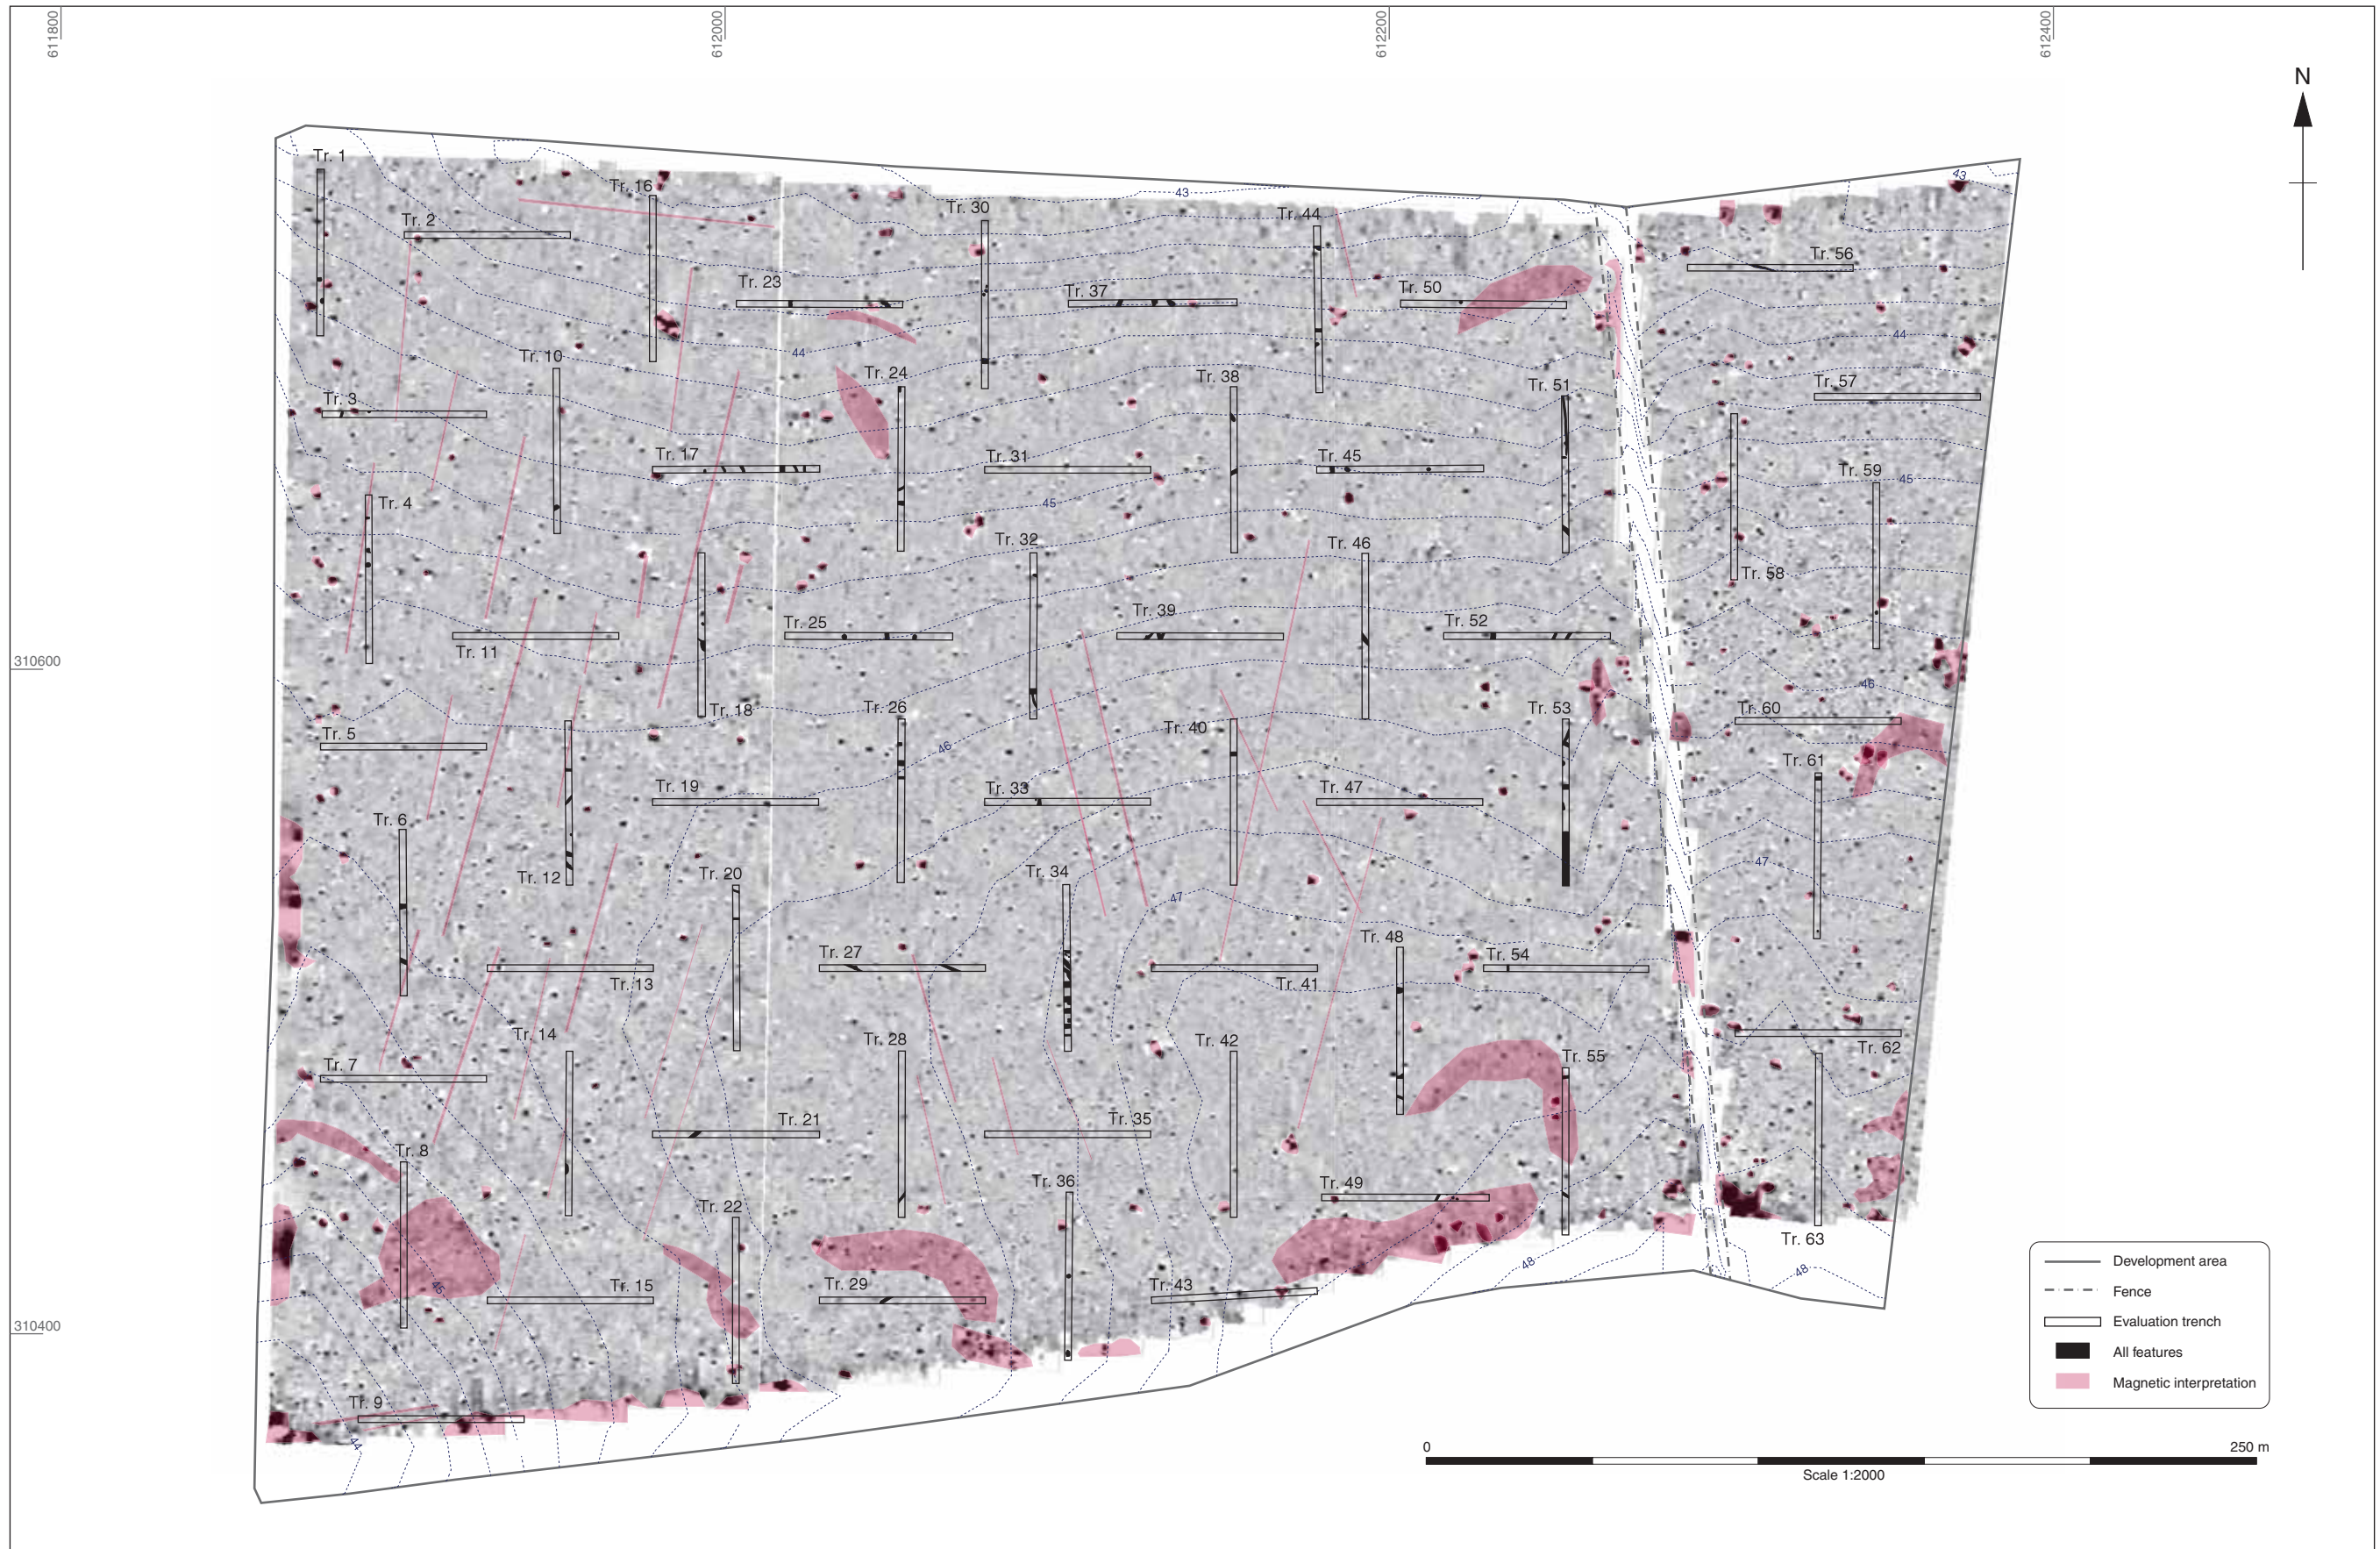 611800
612000
612200
612400
N
43
43
Tr. 1
Tr. 16
Tr. 2
Tr. 30
Tr. 44
Tr. 56
Tr. 23
Tr. 37
Tr. 50
44
44
Tr. 10
Tr. 24
Tr. 38
Tr. 51
Tr. 57
Tr. 3
Tr. 17
Tr. 31
Tr. 45
Tr. 59
45
45
Tr. 4
Tr. 32
Tr. 46
Tr. 58
Tr. 25
Tr. 39
Tr. 52
Tr. 11
310600
46
Tr. 18
Tr. 26
Tr. 53
Tr. 60
Tr. 5
Tr. 40
46
Tr. 61
Tr. 19
Tr. 33
Tr. 47
Tr. 6
47
Tr. 12
Tr. 20
Tr. 34
47
Tr. 48
Tr. 27
Tr. 54
Tr. 13
Tr. 41
Tr. 14
Tr. 28
Tr. 42
Tr. 62
Tr. 55
Tr. 7
Tr. 21
Tr. 35
Tr. 8
Tr. 36
Tr. 49
Tr. 22
Tr. 63
48
48
45
Tr. 15
Tr. 29
Tr. 43
310400
Tr. 9
44
Development area
Fence
Evaluation trench
All features
Magnetic interpretation
0
250 m
Scale 1:2000